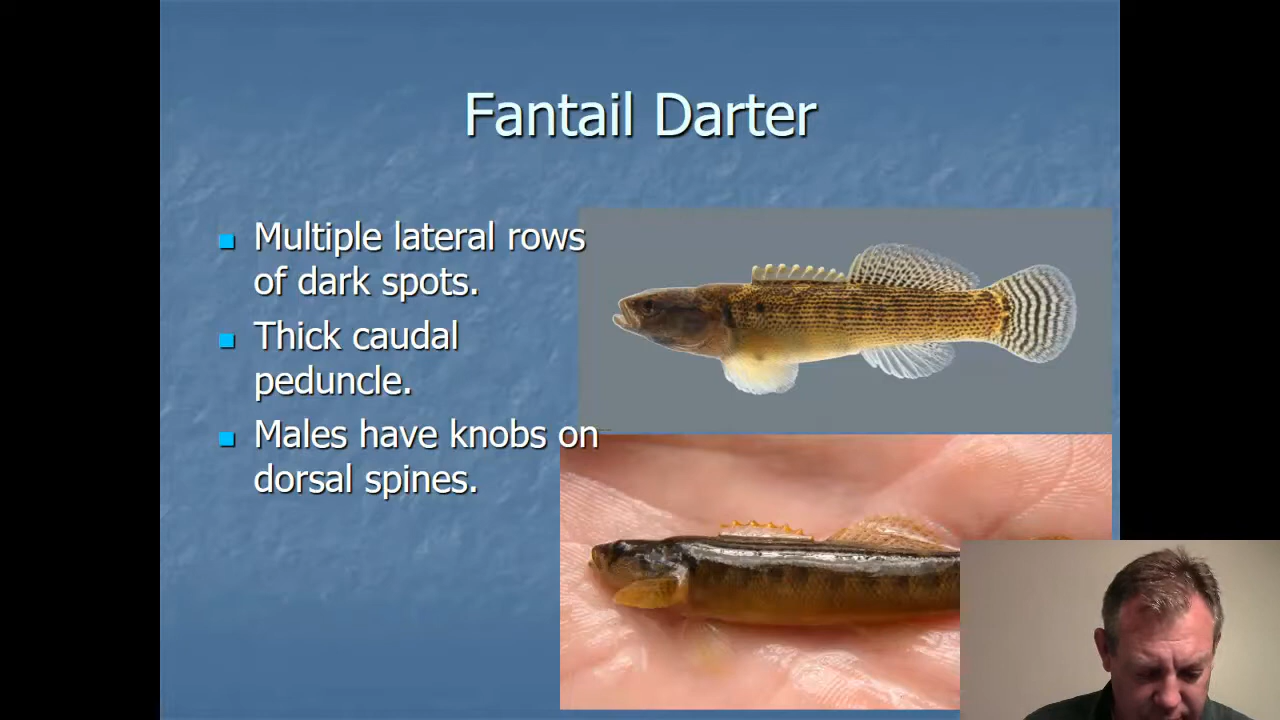 Fantail Darter
Multiple lateral rows
of dark spots.
Thick caudal
peduncle.
Males have knobs on
dorsal spines.